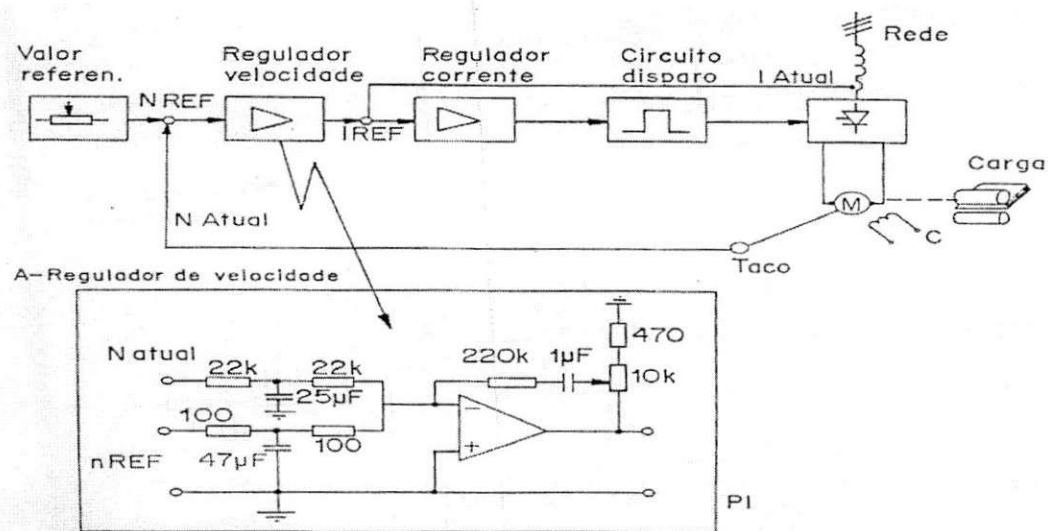 Valor
referen.
N REF
Regulador
velocidade
I REF
Regulador
corrente
Circuito
disparo
I Atual
Rede
Carga
M
C
N Atual
Taco
A-Regulador de velocidade
N atual
22k
22k
25µF
100
100
47µF
nREF
220k
1µF
470
10k
−
+
PI